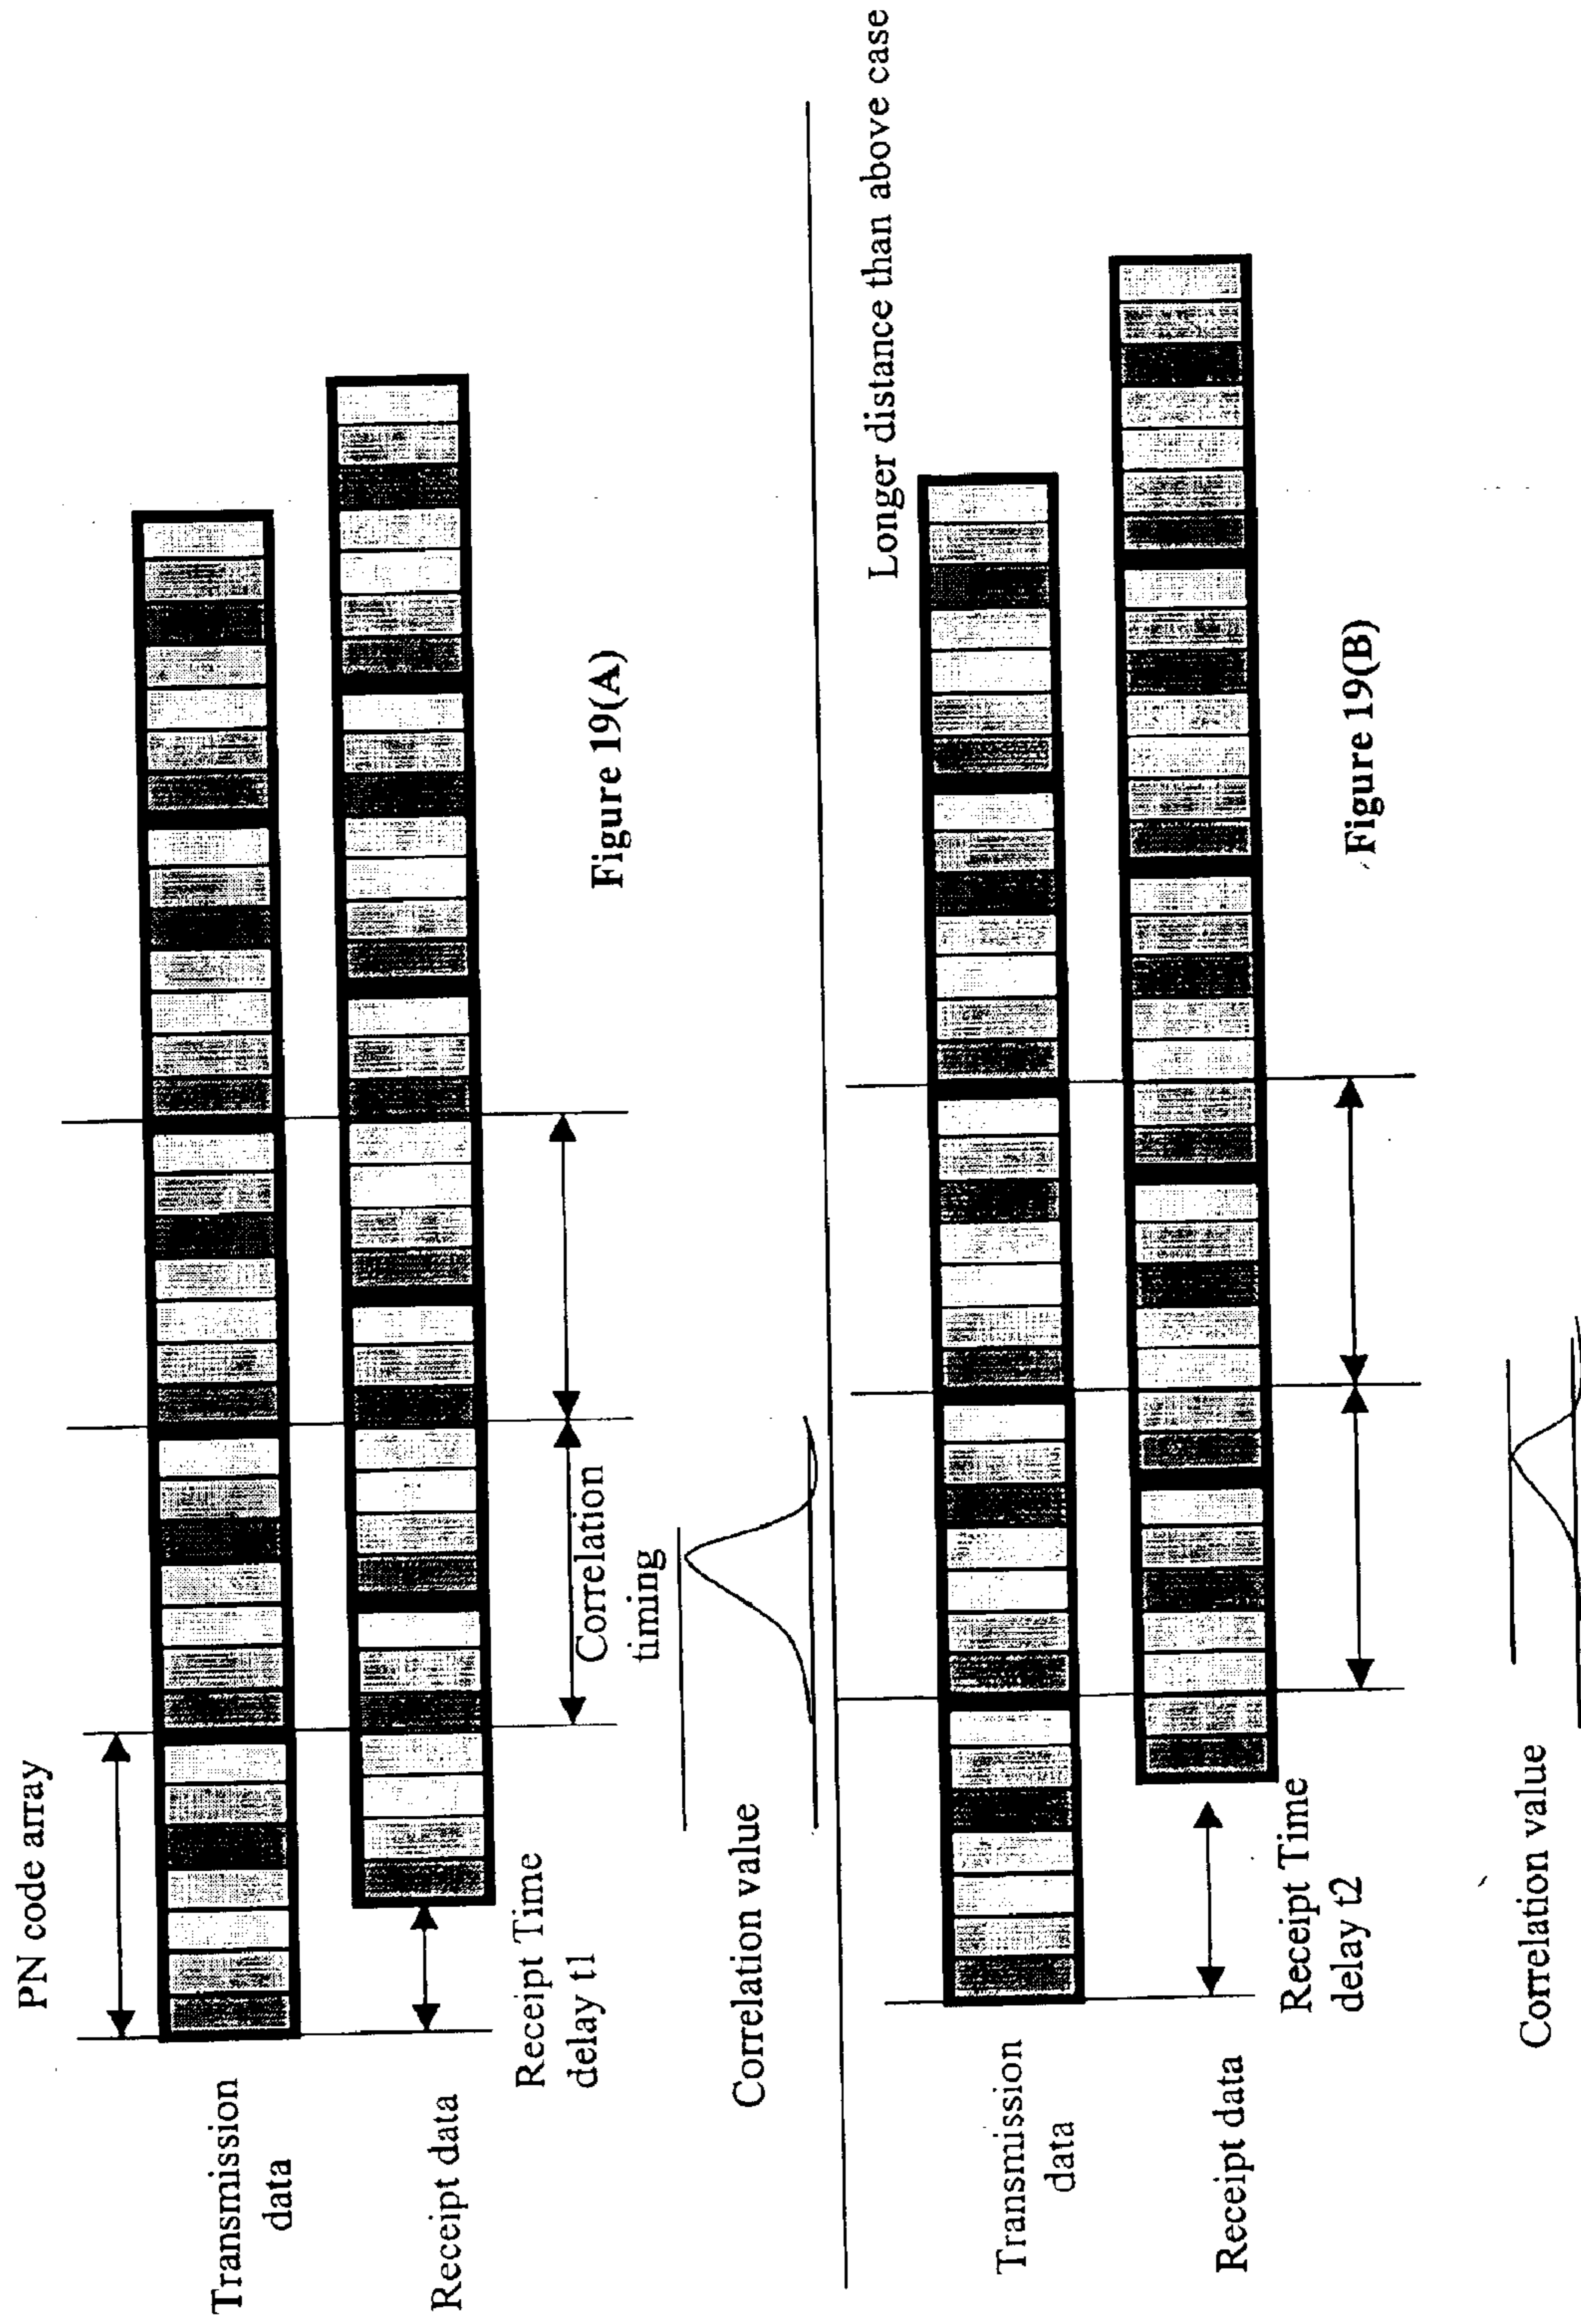 PN code array
Transmission
data
Receipt data
Receipt Time
delay t1
Correlation
timing
Correlation value
Figure 19(A)
Longer distance than above case
Transmission
data
Receipt data
Receipt Time
delay t2
Correlation value
Figure 19(B)